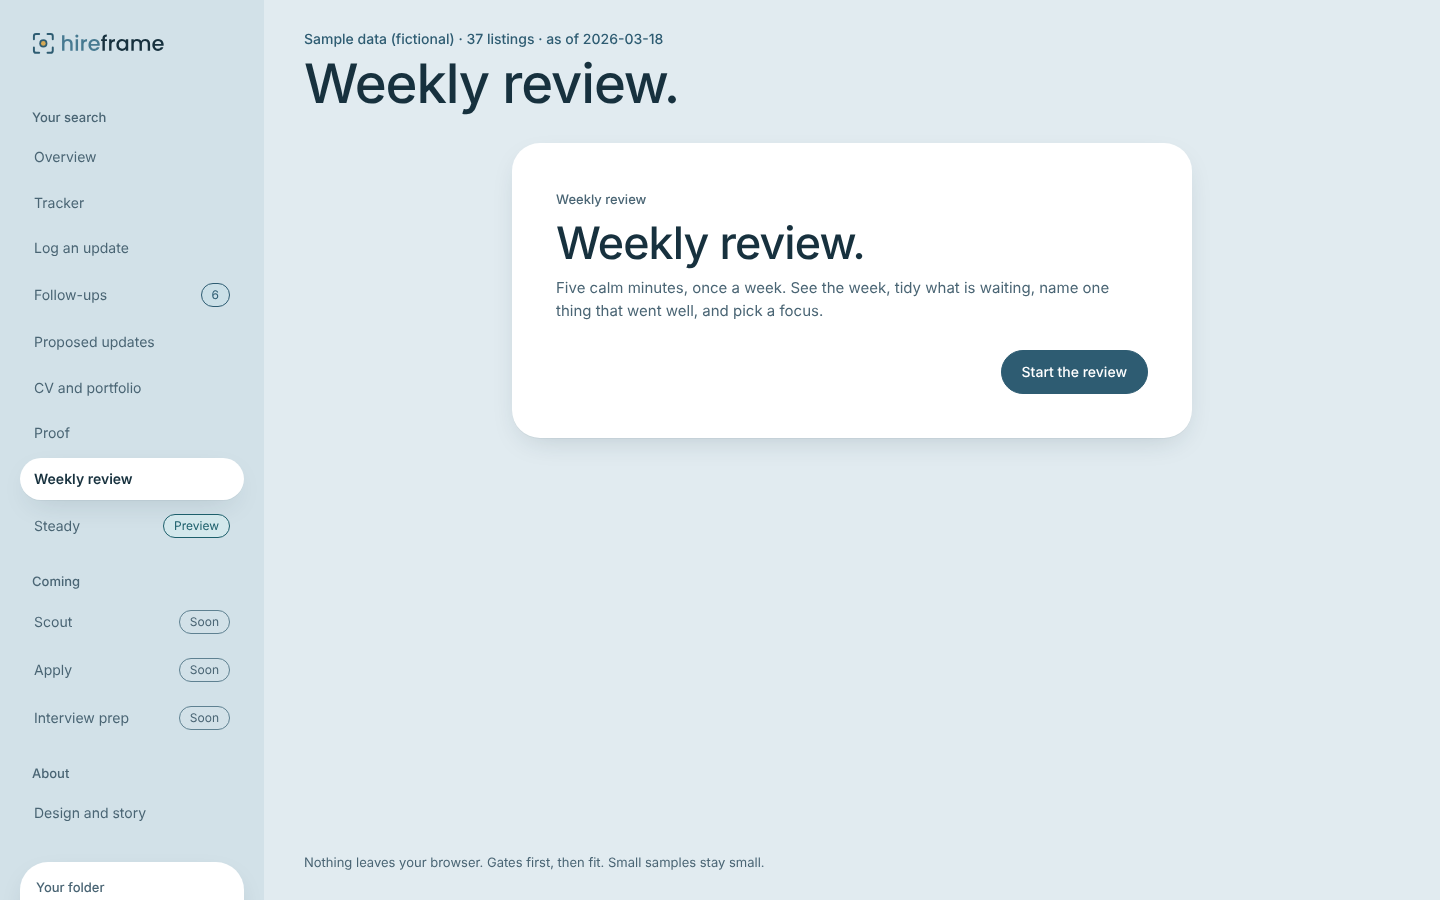 hireframe
Your search
Overview
Tracker
Log an update
Follow-ups 6
Proposed updates
CV and portfolio
Proof
Weekly review
Steady Preview
Coming
Scout Soon
Apply Soon
Interview prep Soon
About
Design and story
Your folder
Sample data (fictional) · 37 listings · as of 2026-03-18
Weekly review.
Weekly review
Weekly review.
Five calm minutes, once a week. See the week, tidy what is waiting, name one
thing that went well, and pick a focus.
Start the review
Nothing leaves your browser. Gates first, then fit. Small samples stay small.